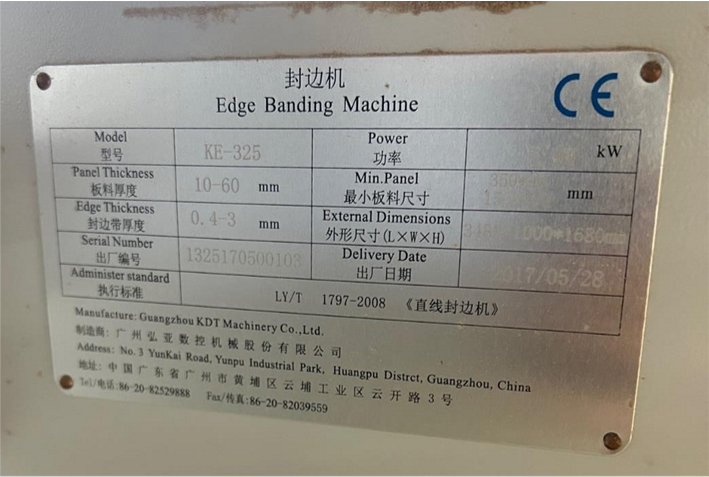 封边机
CE
Edge Banding Machine
Model
型号
KE-325
Power
功率
kW
Panel Thickness
板料厚度
10-60 mm
Min.Panel
最小板料尺寸
mm
Edge Thickness
封边带厚度
0.4-3 mm
External Dimensions
外形尺寸(L×W×H)
*1680mm
Serial Number
出厂编号
1325170500103
Delivery Date
出厂日期
2017/05/28
Administer standard
执行标准
LY/T 1797-2008 《直线封边机》
Manufacture: Guangzhou KDT Machinery Co.,Ltd.
制造商: 广州弘亚数控机械股份有限公司
Address: No.3 YunKai Road, Yunpu Industrial Park, Huangpu Distrct, Guangzhou, China
地址: 中国广东省广州市黄埔区云埔工业区云开路3号
Tel/电话:86-20-82529888 Fax/传真:86-20-82039559